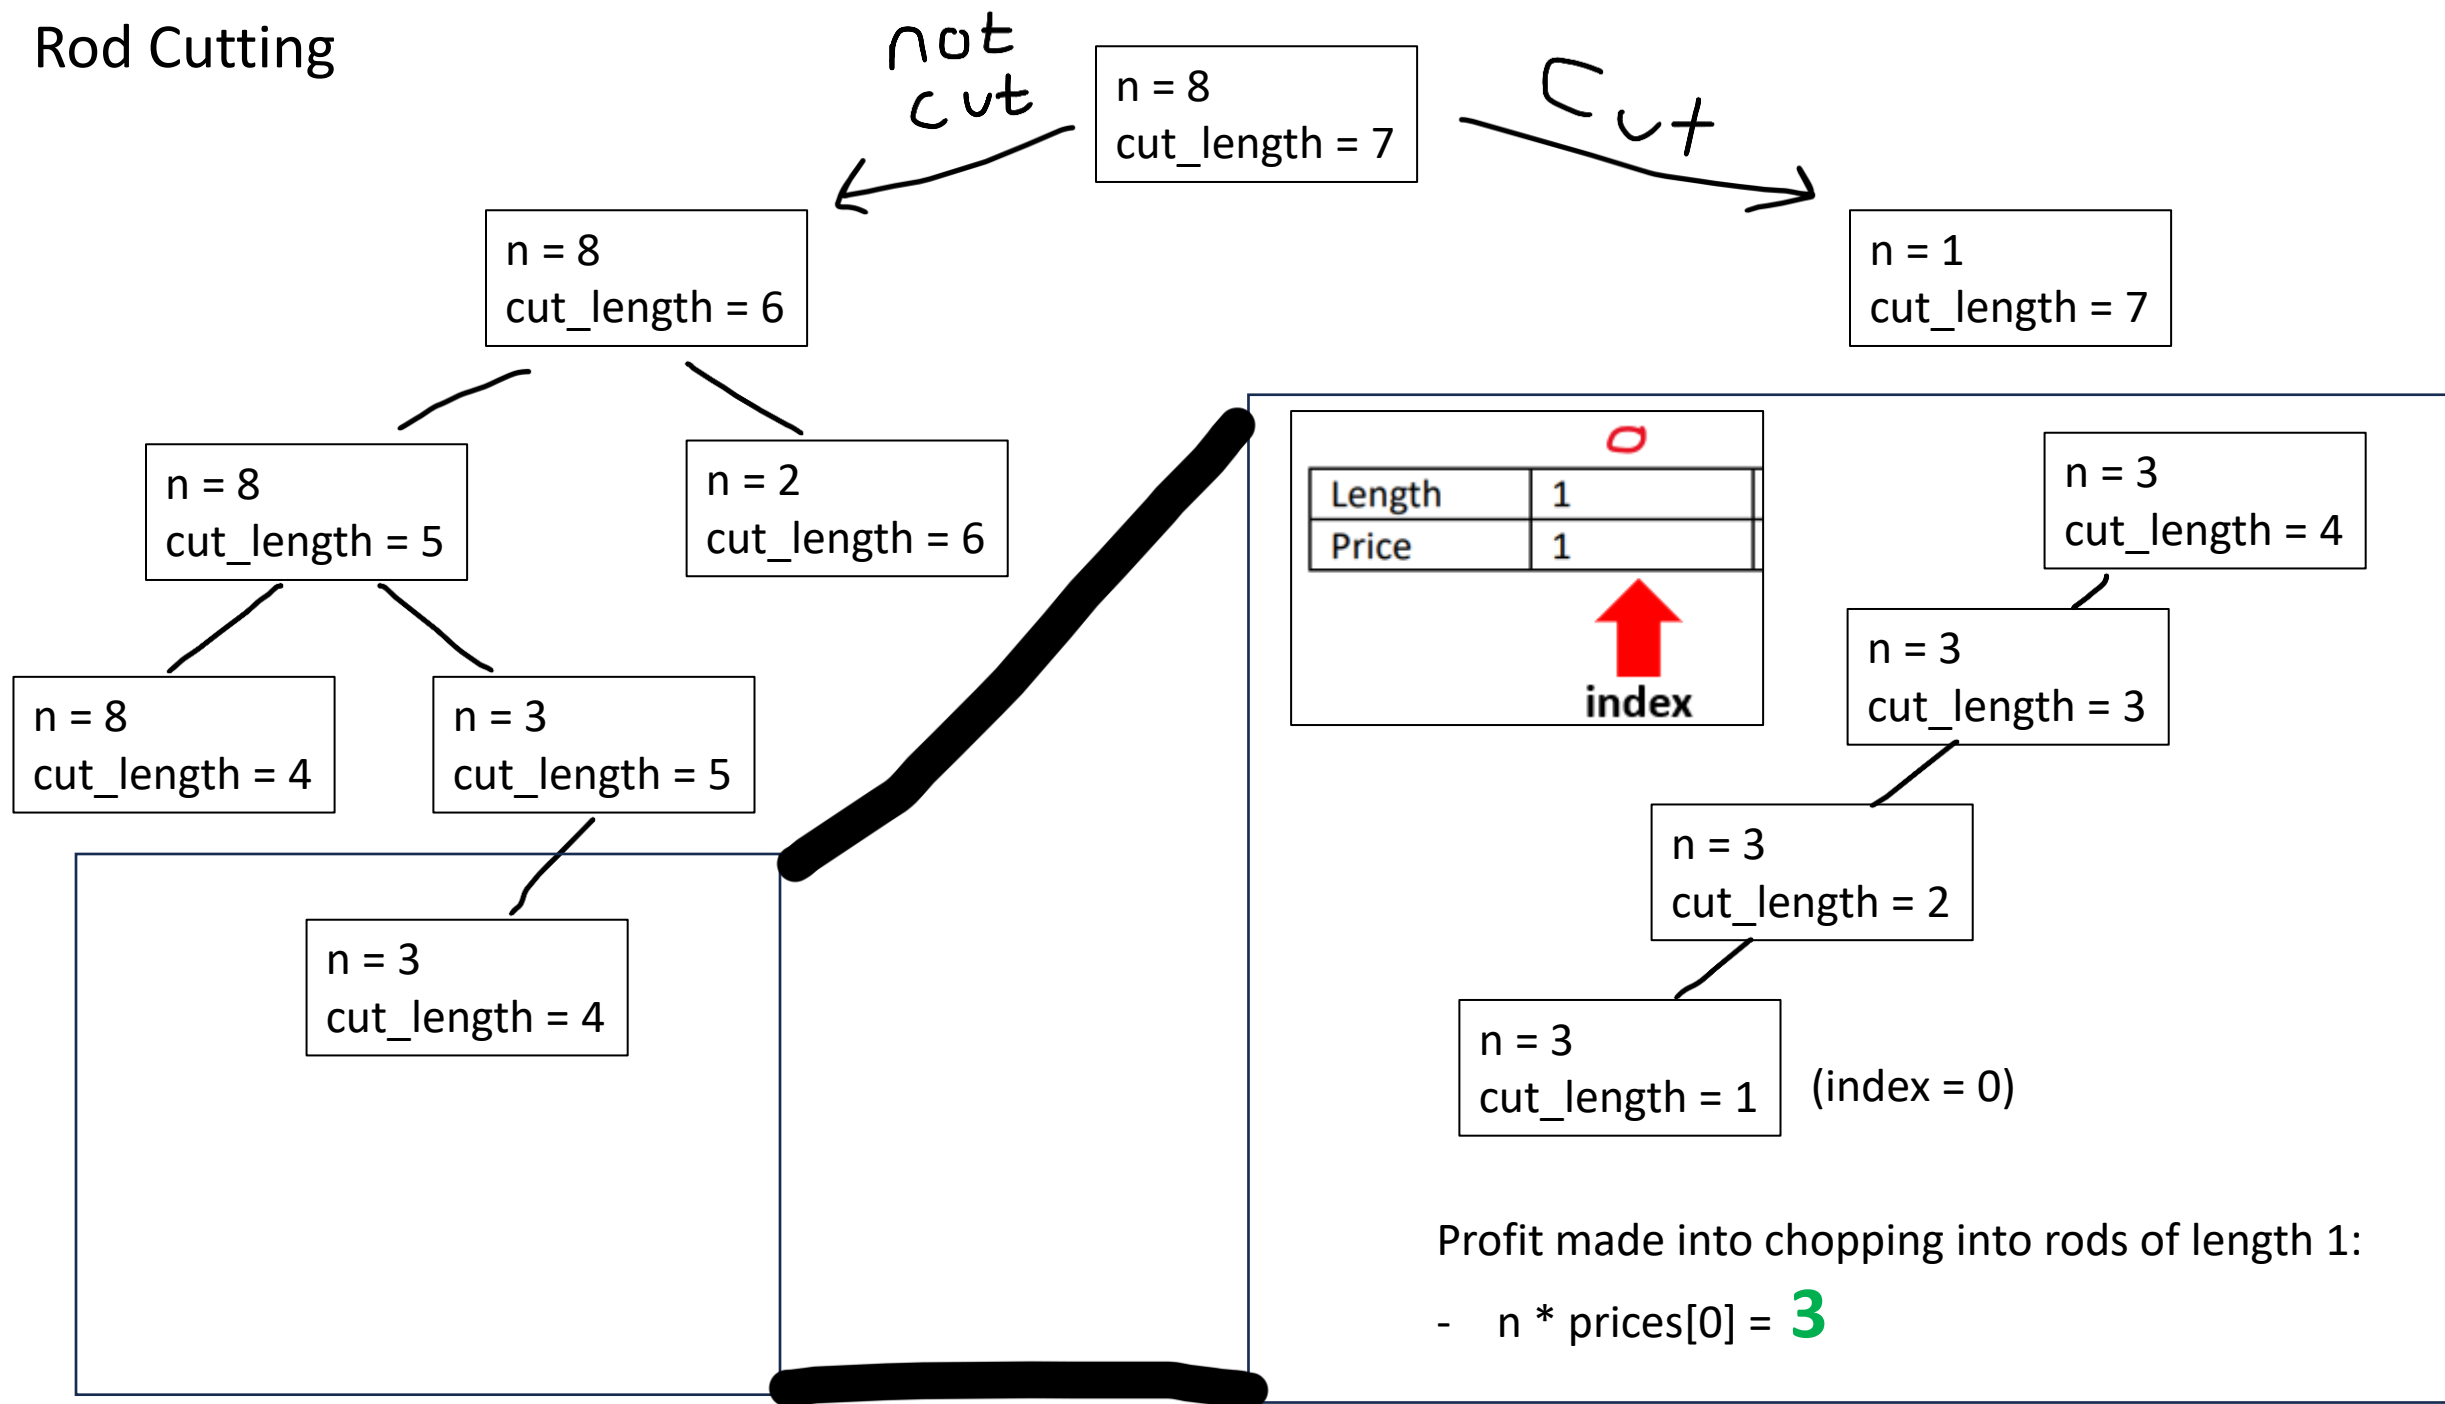 Rod Cutting
not
cut
n = 8
cut_length = 7
Cut
n = 8
cut_length = 6
n = 1
cut_length = 7
n = 8
cut_length = 5
n = 2
cut_length = 6
n = 8
cut_length = 4
n = 3
cut_length = 5
n = 3
cut_length = 4
0
Length 1
Price 1
index
n = 3
cut_length = 4
n = 3
cut_length = 3
n = 3
cut_length = 2
n = 3
cut_length = 1
(index = 0)
Profit made into chopping into rods of length 1:
- n * prices[0] = 3